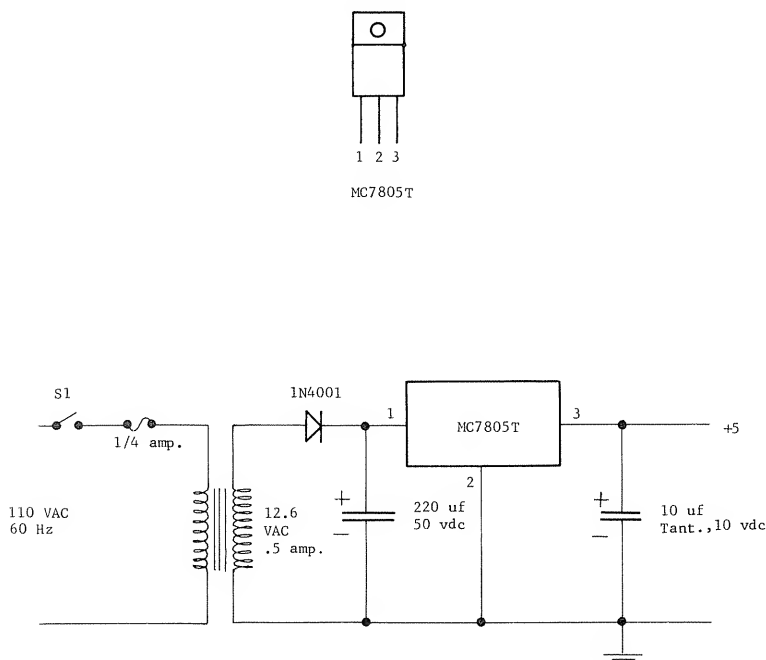 1 2 3
MC7805T
S1
1/4 amp.
110 VAC
60 Hz
12.6
VAC
.5 amp.
1N4001
+
−
220 uf
50 vdc
1
MC7805T
2
3
+
−
10 uf
Tant.,10 vdc
+5